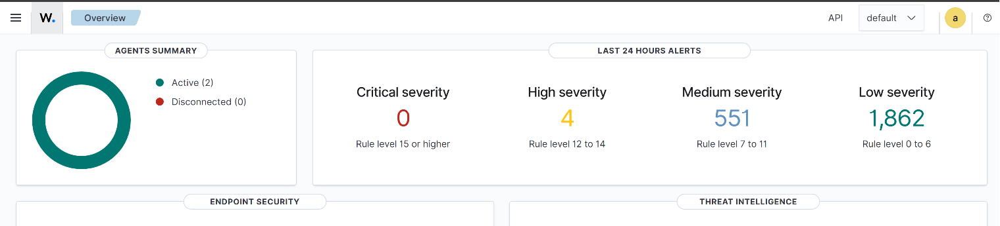 W. Overview API default a ?
AGENTS SUMMARY
Active (2)
Disconnected (0)
LAST 24 HOURS ALERTS
Critical severity
0
Rule level 15 or higher
High severity
4
Rule level 12 to 14
Medium severity
551
Rule level 7 to 11
Low severity
1,862
Rule level 0 to 6
ENDPOINT SECURITY
THREAT INTELLIGENCE